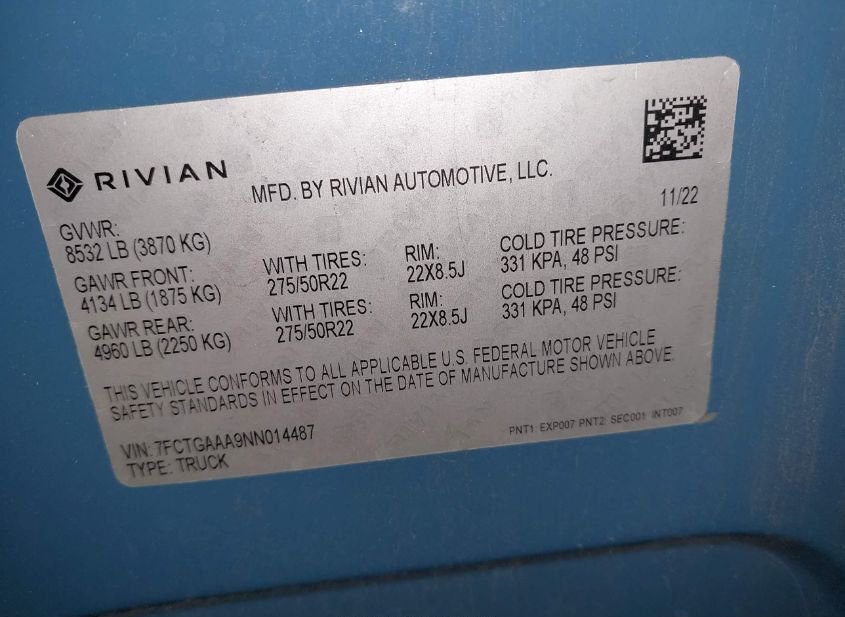 RIVIAN
MFD. BY RIVIAN AUTOMOTIVE, LLC.
11/22
GVWR:
8532 LB (3870 KG)
GAWR FRONT:
4134 LB (1875 KG)
WITH TIRES:
275/50R22
RIM:
22X8.5J
COLD TIRE PRESSURE:
331 KPA, 48 PSI
GAWR REAR:
4960 LB (2250 KG)
WITH TIRES:
275/50R22
RIM:
22X8.5J
COLD TIRE PRESSURE:
331 KPA, 48 PSI
THIS VEHICLE CONFORMS TO ALL APPLICABLE U.S. FEDERAL MOTOR VEHICLE
SAFETY STANDARDS IN EFFECT ON THE DATE OF MANUFACTURE SHOWN ABOVE.
VIN: 7FCTGAAA9NN014487
TYPE: TRUCK
PNT1: EXP007 PNT2: SEC001 INT007